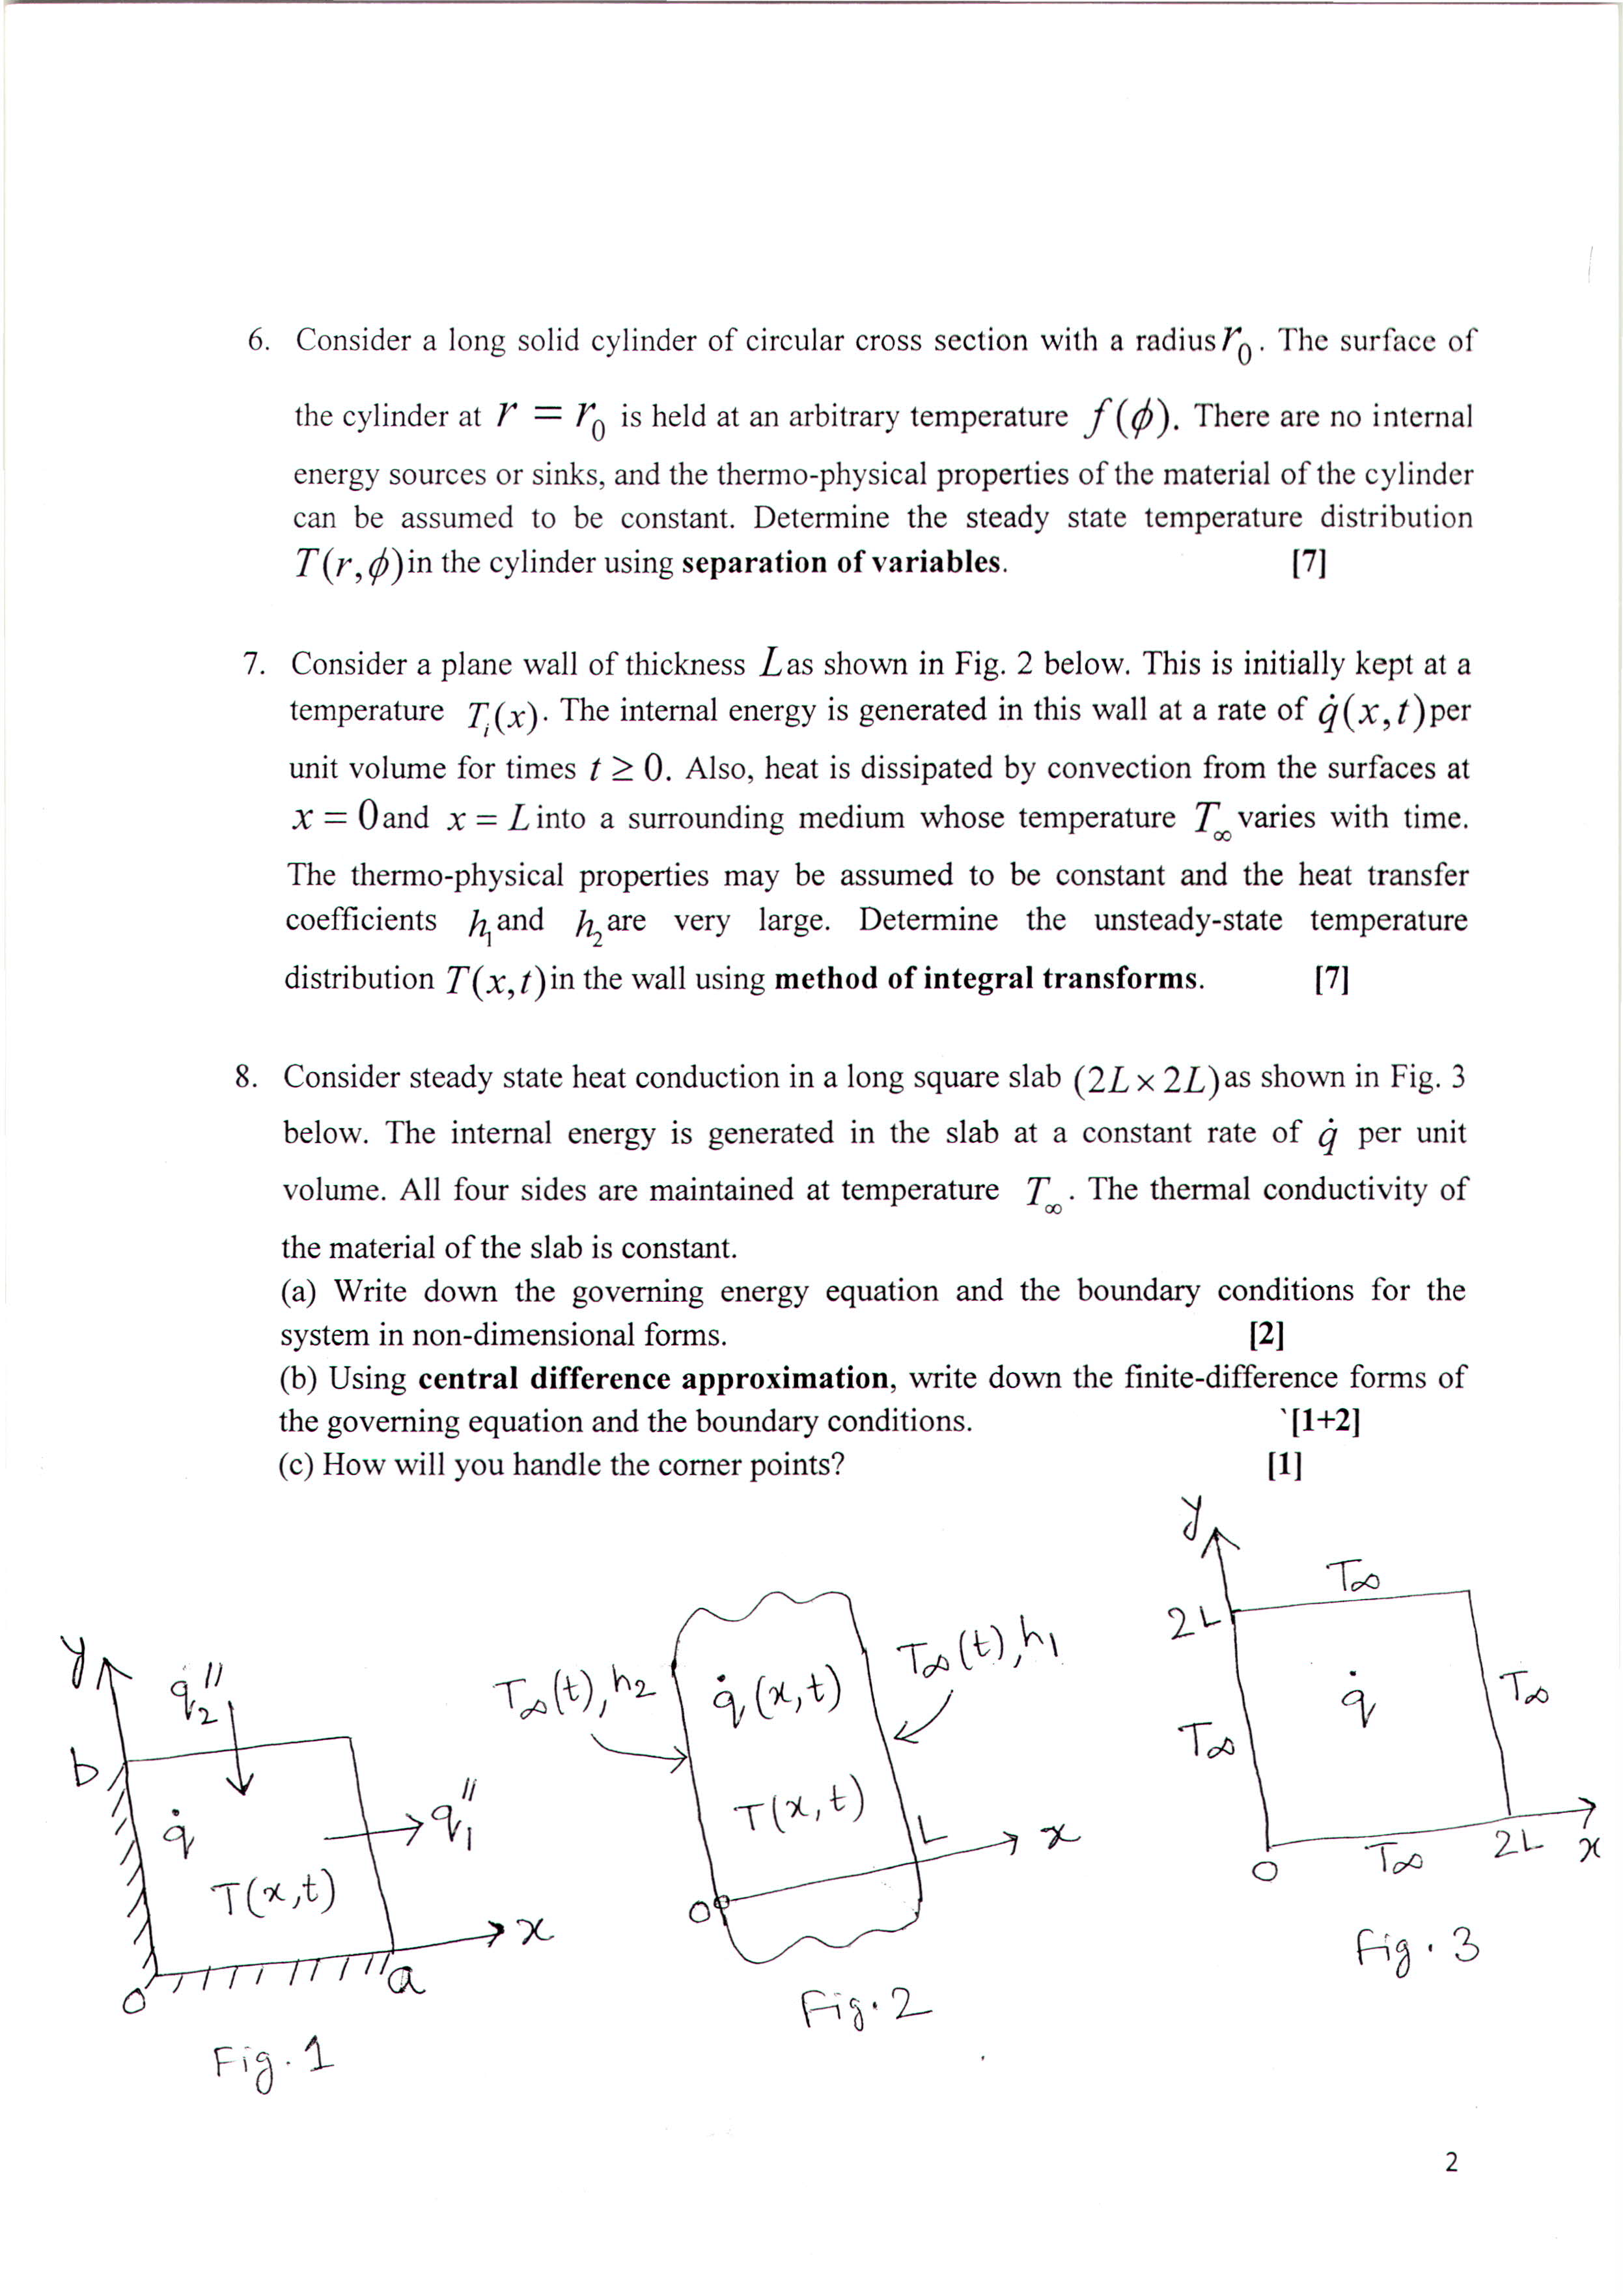 6. Consider a long solid cylinder of circular cross section with a radius r₀. The surface of
the cylinder at r = r₀ is held at an arbitrary temperature f(ϕ). There are no internal
energy sources or sinks, and the thermo-physical properties of the material of the cylinder
can be assumed to be constant. Determine the steady state temperature distribution
T(r,ϕ)in the cylinder using separation of variables. [7]
7. Consider a plane wall of thickness L as shown in Fig. 2 below. This is initially kept at a
temperature Tᵢ(x). The internal energy is generated in this wall at a rate of q̇(x,t)per
unit volume for times t ≥ 0. Also, heat is dissipated by convection from the surfaces at
x = 0 and x = L into a surrounding medium whose temperature T∞ varies with time.
The thermo-physical properties may be assumed to be constant and the heat transfer
coefficients h₁ and h₂ are very large. Determine the unsteady-state temperature
distribution T(x,t)in the wall using method of integral transforms. [7]
8. Consider steady state heat conduction in a long square slab (2L×2L)as shown in Fig. 3
below. The internal energy is generated in the slab at a constant rate of q̇ per unit
volume. All four sides are maintained at temperature T∞. The thermal conductivity of
the material of the slab is constant.
(a) Write down the governing energy equation and the boundary conditions for the
system in non-dimensional forms. [2]
(b) Using central difference approximation, write down the finite-difference forms of
the governing equation and the boundary conditions. `[1+2]
(c) How will you handle the corner points? [1]
y
q̇₂″
b
q̇
q₁″
T(x,t)
x
0
a
Fig. 1
T∞(t), h₂
q̇(x,t)
T∞(t), h₁
T(x,t)
L
x
0
Fig. 2
y
T∞
2L
q̇
T∞
T∞
0
T∞
2L
x
Fig. 3
2